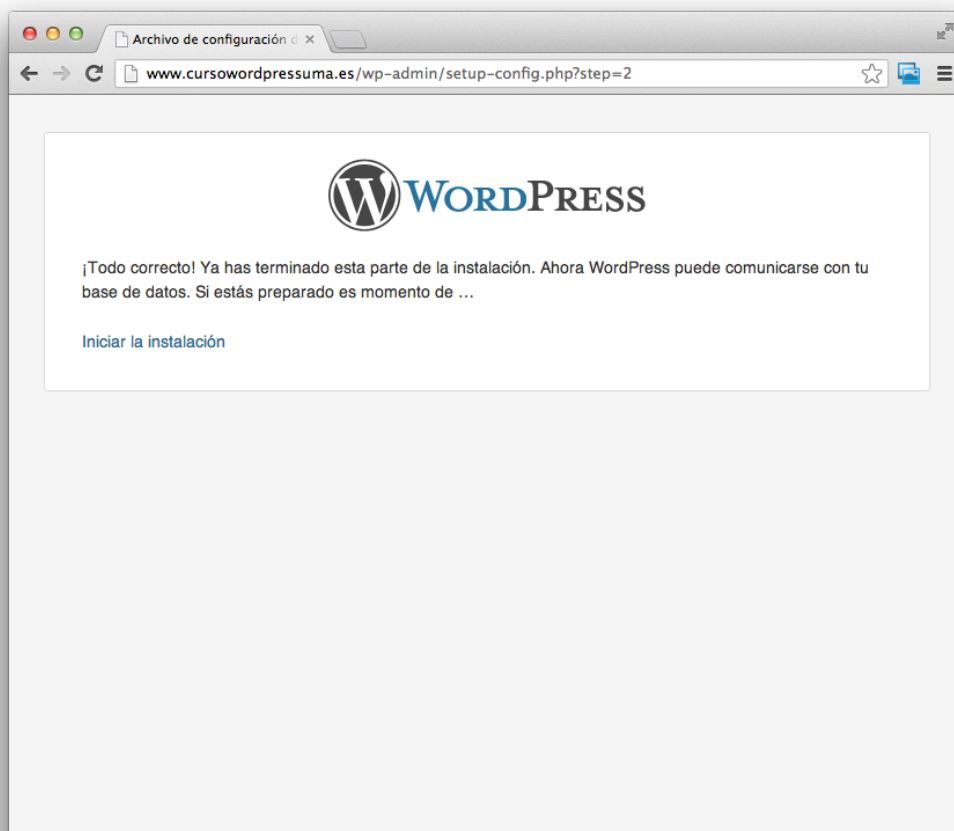 Archivo de configuración d
www.cursowordpressuma.es/wp-admin/setup-config.php?step=2
WORDPRESS
¡Todo correcto! Ya has terminado esta parte de la instalación. Ahora WordPress puede comunicarse con tu
base de datos. Si estás preparado es momento de …
Iniciar la instalación